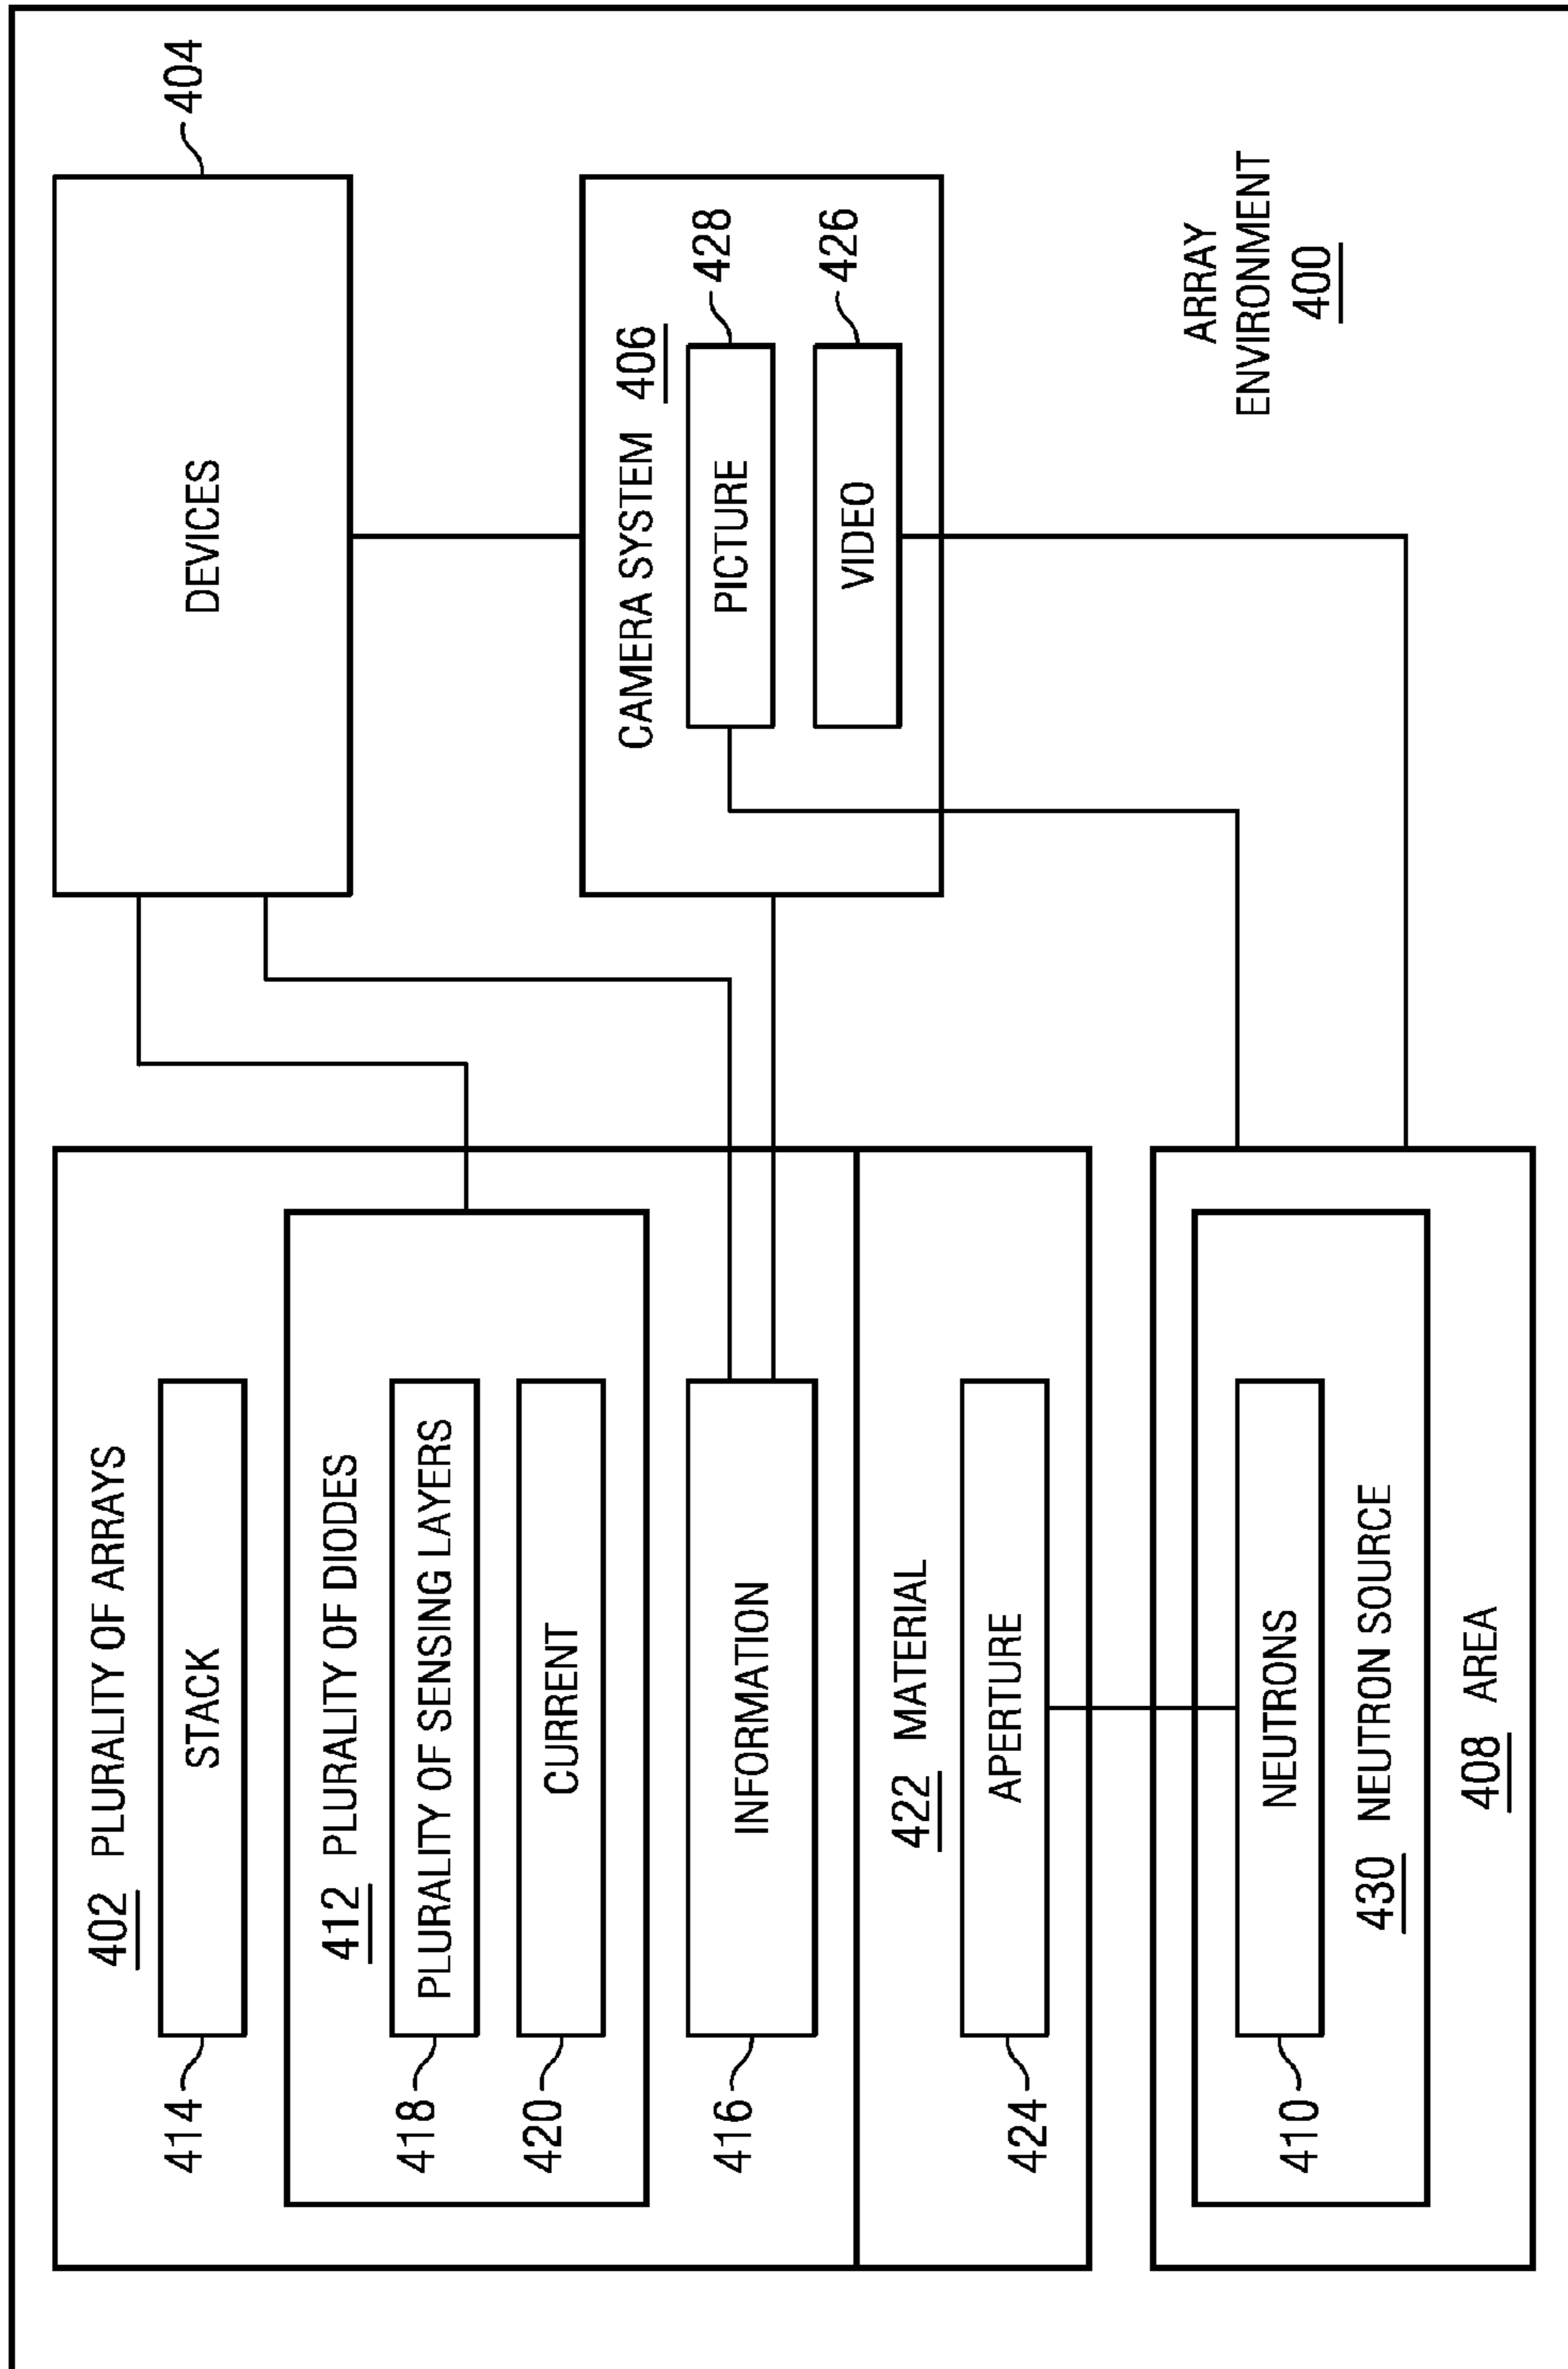 402 PLURALITY OF ARRAYS
414
STACK
412 PLURALITY OF DIODES
418
PLURALITY OF SENSING LAYERS
420
CURRENT
416
INFORMATION
422 MATERIAL
424
APERTURE
410
NEUTRONS
430 NEUTRON SOURCE
408 AREA
DEVICES
404
CAMERA SYSTEM 406
PICTURE
428
VIDEO
426
ARRAY
ENVIRONMENT
400